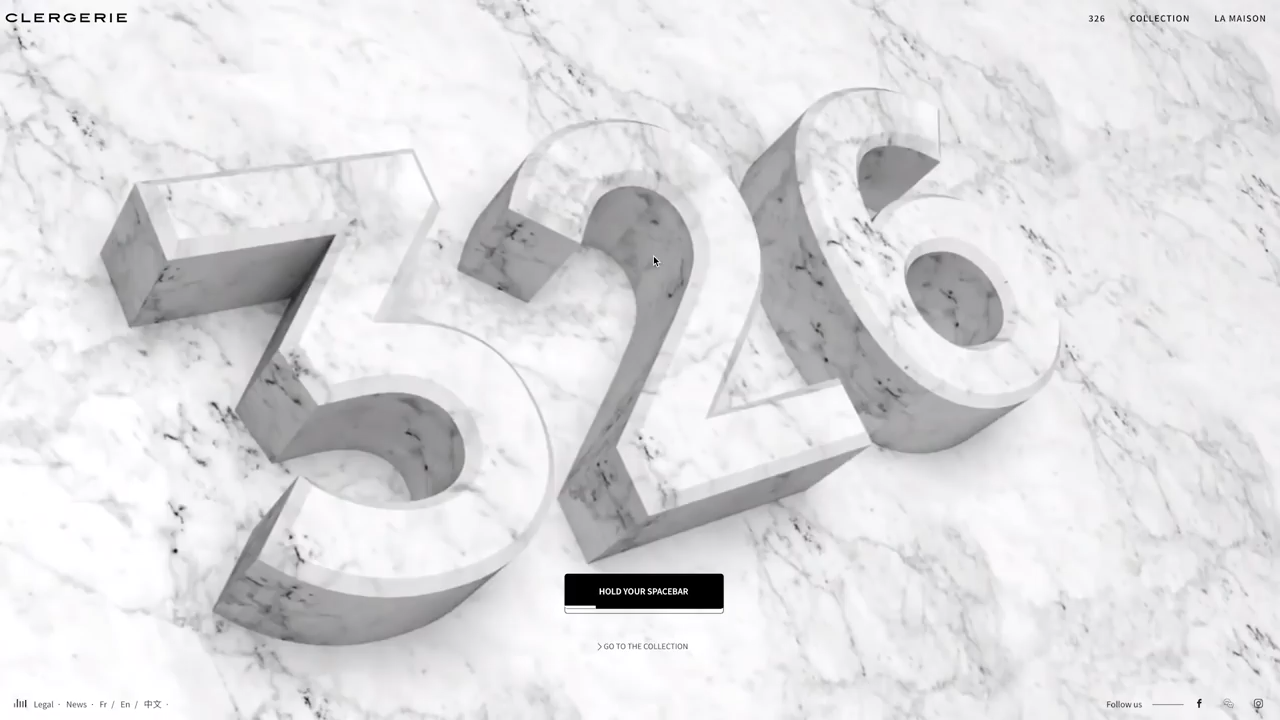 CLERGERIE
326 COLLECTION LA MAISON
326
HOLD YOUR SPACEBAR
GO TO THE COLLECTION
Legal · News · Fr / En / 中文 ·
Follow us